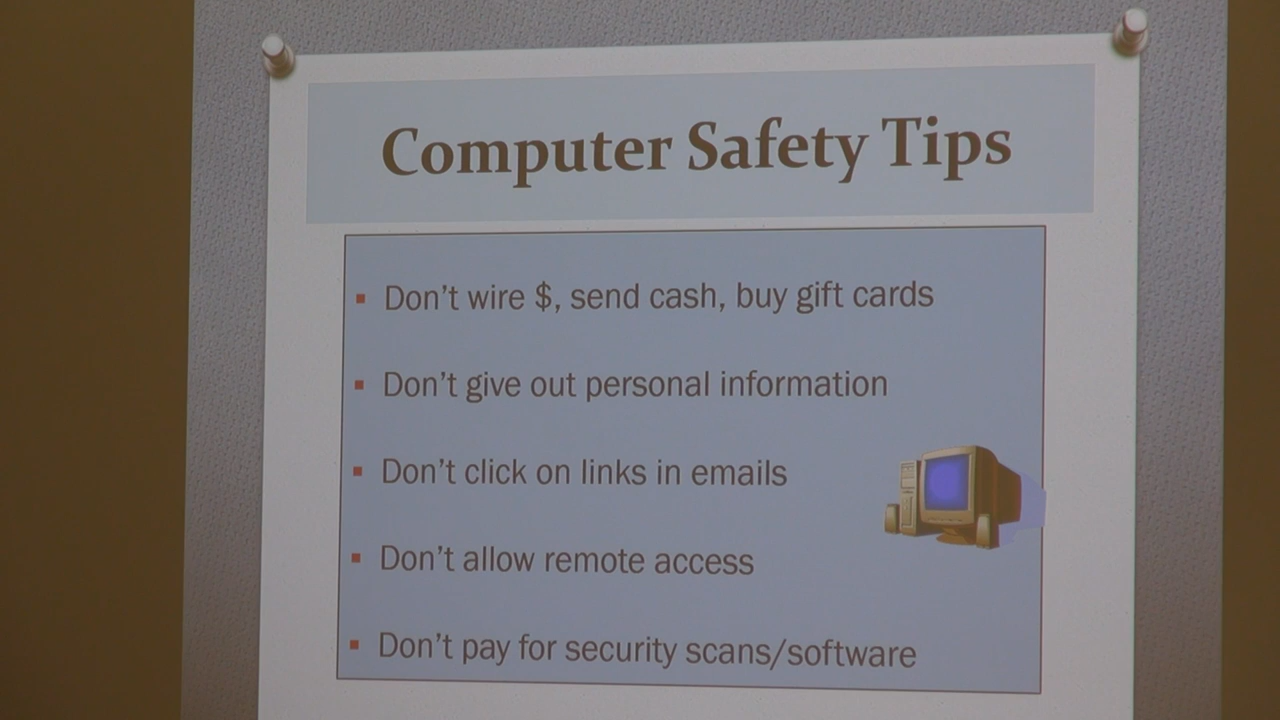 Computer Safety Tips
Don't wire $, send cash, buy gift cards
Don't give out personal information
Don't click on links in emails
Don't allow remote access
Don't pay for security scans/software